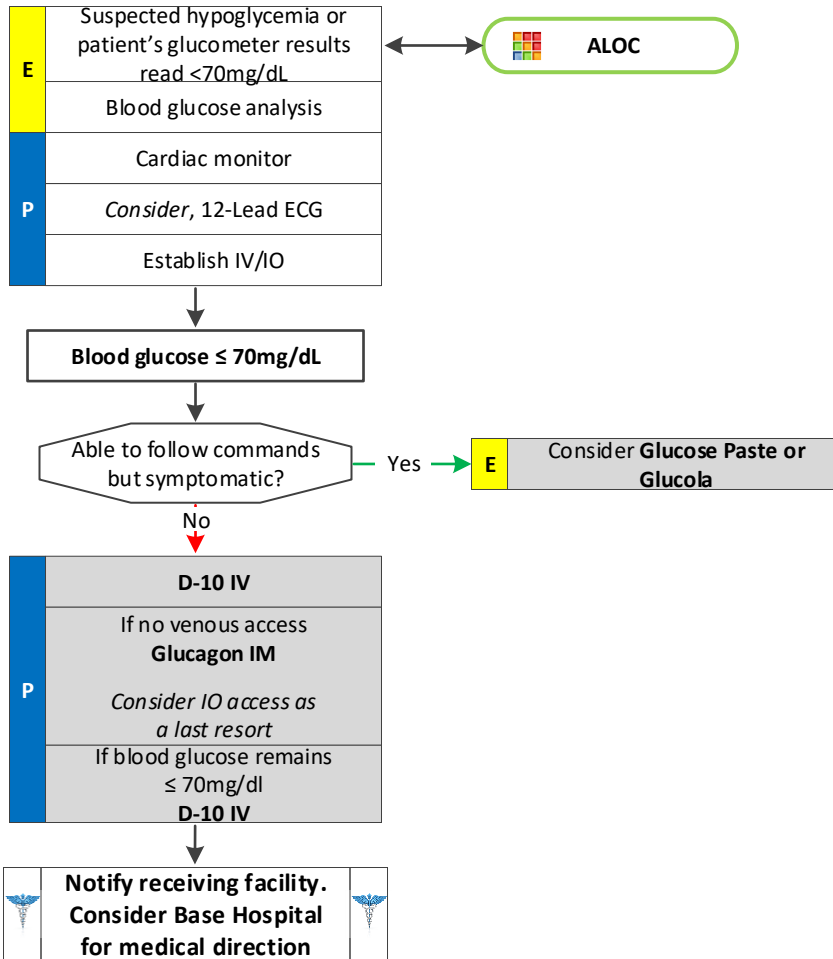 E
Suspected hypoglycemia or
patient’s glucometer results
read <70mg/dL
ALOC
Blood glucose analysis
P
Cardiac monitor
Consider, 12-Lead ECG
Establish IV/IO
Blood glucose ≤ 70mg/dL
Able to follow commands
but symptomatic?
Yes
E
Consider Glucose Paste or
Glucola
No
P
D-10 IV
If no venous access
Glucagon IM
Consider IO access as
a last resort
If blood glucose remains
≤ 70mg/dl
D-10 IV
Notify receiving facility.
Consider Base Hospital
for medical direction